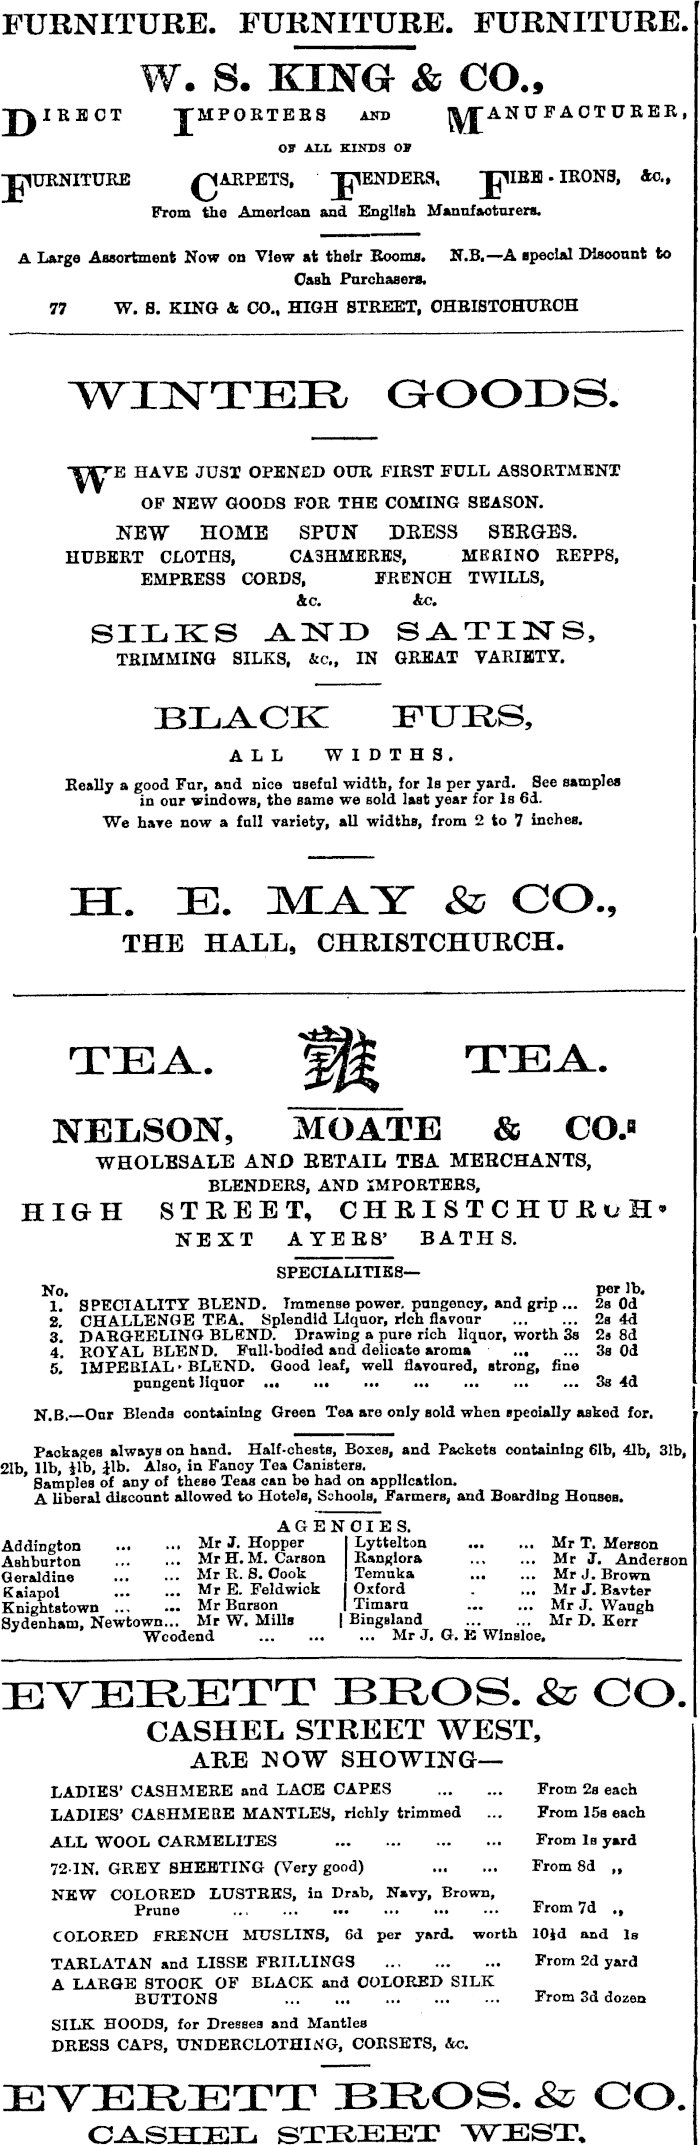 FURNITURE. FURNITURE. FURNITURE.
W. S. KING & CO.,
DIRECT IMPORTERS AND MANUFACTURER,
OF ALL KINDS OF
FURNITURE CARPETS, FENDERS, FIRE-IRONS, &c.,
From the American and English Manufacturers.
A Large Assortment Now on View at their Rooms. N.B.—A special Discount to
Cash Purchasers.
77 W. S. KING & CO., HIGH STREET, CHRISTCHURCH
WINTER GOODS.
WE HAVE JUST OPENED OUR FIRST FULL ASSORTMENT
OF NEW GOODS FOR THE COMING SEASON.
NEW HOME SPUN DRESS SERGES.
HUBERT CLOTHS, CASHMERES, MERINO REPPS,
EMPRESS CORDS, FRENCH TWILLS,
&c. &c.
SILKS AND SATINS,
TRIMMING SILKS, &c., IN GREAT VARIETY.
BLACK FURS,
ALL WIDTHS.
Really a good Fur, and nice useful width, for 1s per yard. See samples
in our windows, the same we sold last year for 1s 6d.
We have now a full variety, all widths, from 2 to 7 inches.
H. E. MAY & CO.,
THE HALL, CHRISTCHURCH.
TEA. TEA.
NELSON, MOATE & CO.
WHOLESALE AND RETAIL TEA MERCHANTS,
BLENDERS, AND IMPORTERS,
HIGH STREET, CHRISTCHURCH.
NEXT AYERS' BATHS.
SPECIALITIES—
No. per lb.
1. SPECIALITY BLEND. Immense power, pungency, and grip ... 2s 0d
2. CHALLENGE TEA. Splendid Liquor, rich flavour ... ... 2s 4d
3. DARGEELING BLEND. Drawing a pure rich liquor, worth 3s 2s 8d
4. ROYAL BLEND. Full-bodied and delicate aroma ... ... 3s 0d
5. IMPERIAL BLEND. Good leaf, well flavoured, strong, fine
pungent liquor ... ... ... ... ... ... ... 3s 4d
N.B.—Our Blends containing Green Tea are only sold when specially asked for.
Packages always on hand. Half-chests, Boxes, and Packets containing 6lb, 4lb, 3lb,
2lb, 1lb, ½lb, ¼lb. Also, in Fancy Tea Canisters.
Samples of any of these Teas can be had on application.
A liberal discount allowed to Hotels, Schools, Farmers, and Boarding Houses.
AGENCIES.
Addington ... ... Mr J. Hopper | Lyttelton ... ... Mr T. Merson
Ashburton ... ... Mr H. M. Carson | Rangiora ... ... Mr J. Anderson
Geraldine ... ... Mr R. S. Cook | Temuka ... ... Mr J. Brown
Kaiapoi ... ... Mr E. Feldwick | Oxford . ... Mr J. Baxter
Knightstown ... ... Mr Burson | Timaru ... ... Mr J. Waugh
Sydenham, Newtown... Mr W. Mills | Bingsland ... ... Mr D. Kerr
Woodend ... ... ... Mr J. G. E Winsloe.
EVERETT BROS. & CO.
CASHEL STREET WEST,
ARE NOW SHOWING—
LADIES' CASHMERE and LACE CAPES ... ... From 2s each
LADIES' CASHMERE MANTLES, richly trimmed ... From 15s each
ALL WOOL CARMELITES ... ... ... ... From 1s yard
72-IN. GREY SHEETING (Very good) ... ... From 8d „
NEW COLORED LUSTRES, in Drab, Navy, Brown,
Prune ... ... ... ... ... ... From 7d „
COLORED FRENCH MUSLINS, 6d per yard. worth 10½d and 1s
TARLATAN and LISSE FRILLINGS ... ... ... From 2d yard
A LARGE STOCK OF BLACK and COLORED SILK
BUTTONS ... ... ... ... ... From 3d dozen
SILK HOODS, for Dresses and Mantles
DRESS CAPS, UNDERCLOTHING, CORSETS, &c.
EVERETT BROS. & CO.
CASHEL STREET WEST.